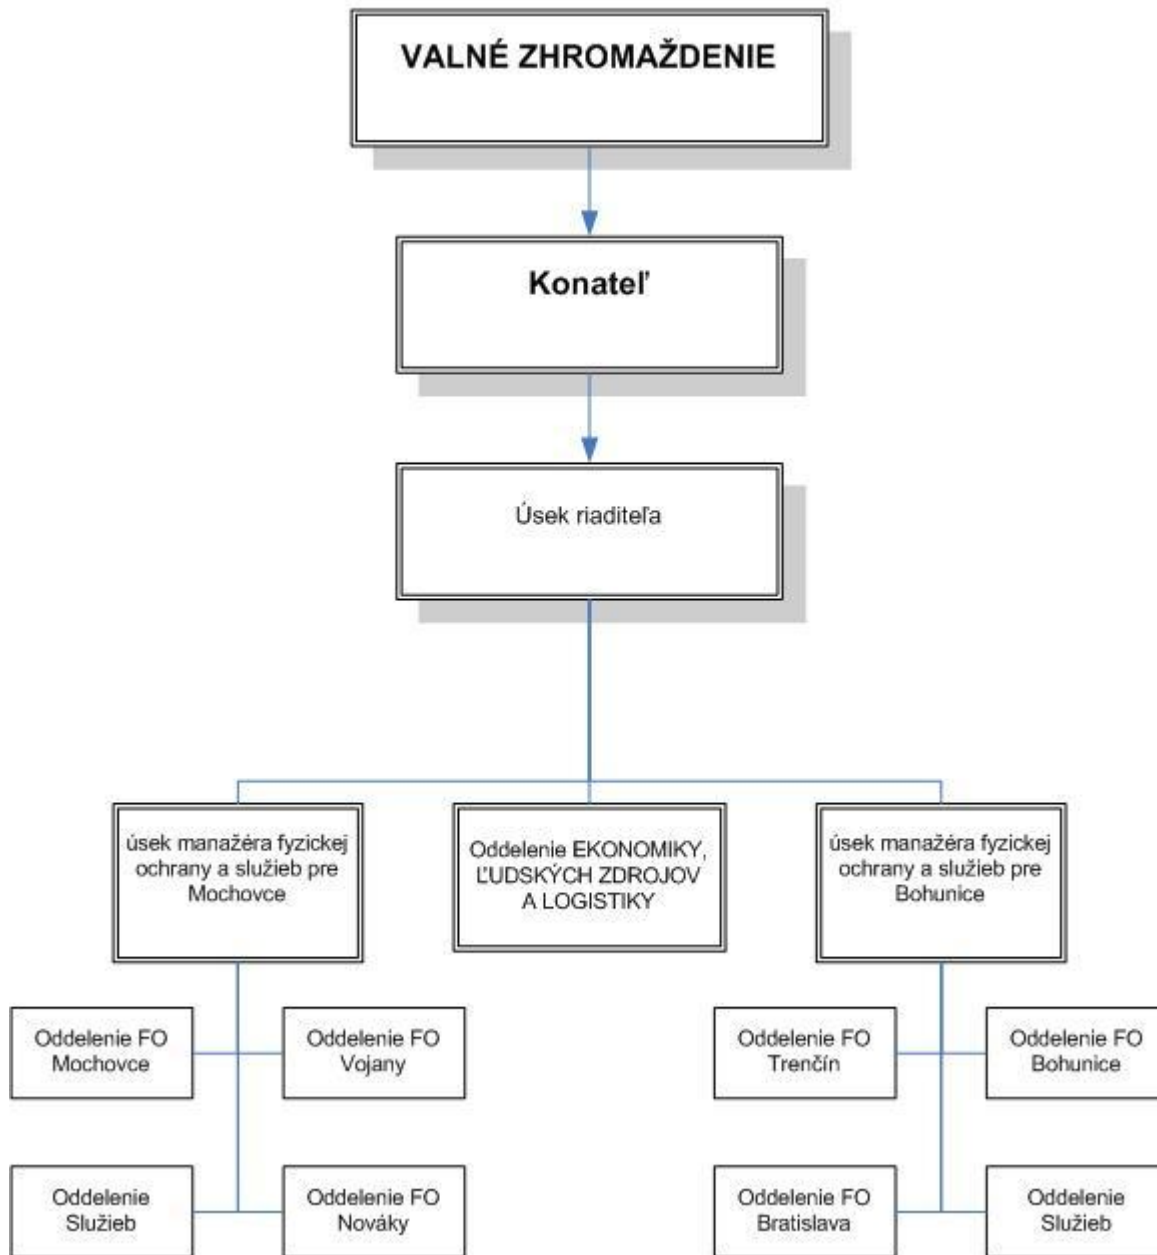 VALNÉ ZHROMAŽDENIE
Konateľ
Úsek riaditeľa
úsek manažéra fyzickej
ochrany a služieb pre
Mochovce
Oddelenie EKONOMIKY,
ĽUDSKÝCH ZDROJOV
A LOGISTIKY
úsek manažéra fyzickej
ochrany a služieb pre
Bohunice
Oddelenie FO
Mochovce
Oddelenie FO
Vojany
Oddelenie FO
Trenčín
Oddelenie FO
Bohunice
Oddelenie
Služieb
Oddelenie FO
Nováky
Oddelenie FO
Bratislava
Oddelenie
Služieb